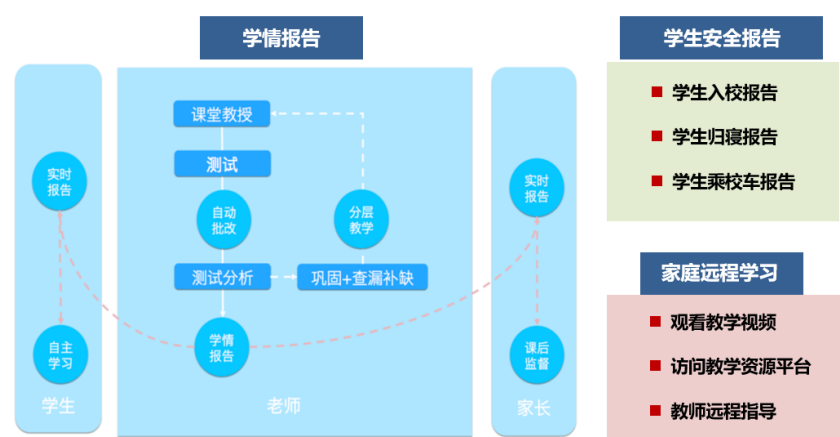 学情报告
课堂教授
测试
自动
批改
分层
教学
测试分析
巩固+查漏补缺
学情
报告
老师
实时
报告
自主
学习
学生
实时
报告
课后
监督
家长
学生安全报告
学生入校报告
学生归寝报告
学生乘校车报告
家庭远程学习
观看教学视频
访问教学资源平台
教师远程指导